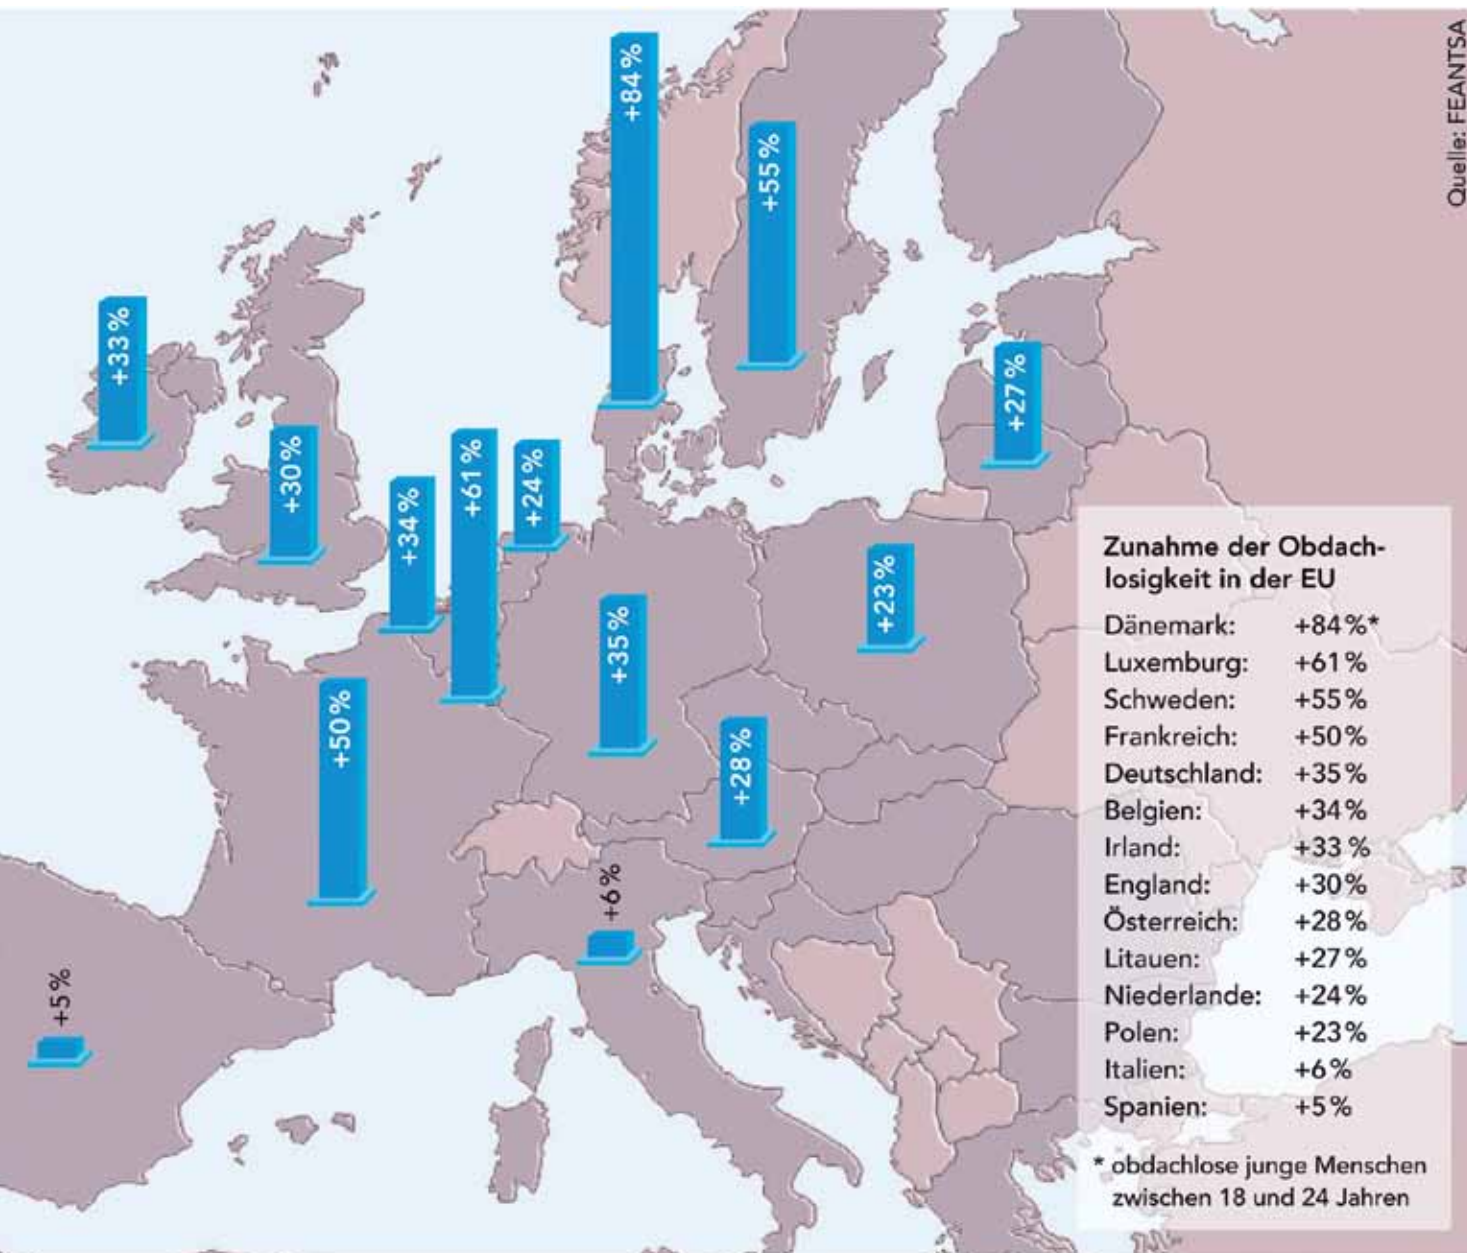 Quelle: FEANTSA
+84%
+55%
+33%
+27%
+30%
+61%
+24%
+34%
+23%
+35%
+50%
+28%
+6%
+5%
Zunahme der Obdach-
losigkeit in der EU
Dänemark: +84%*
Luxemburg: +61%
Schweden: +55%
Frankreich: +50%
Deutschland: +35%
Belgien: +34%
Irland: +33%
England: +30%
Österreich: +28%
Litauen: +27%
Niederlande: +24%
Polen: +23%
Italien: +6%
Spanien: +5%
* obdachlose junge Menschen
zwischen 18 und 24 Jahren